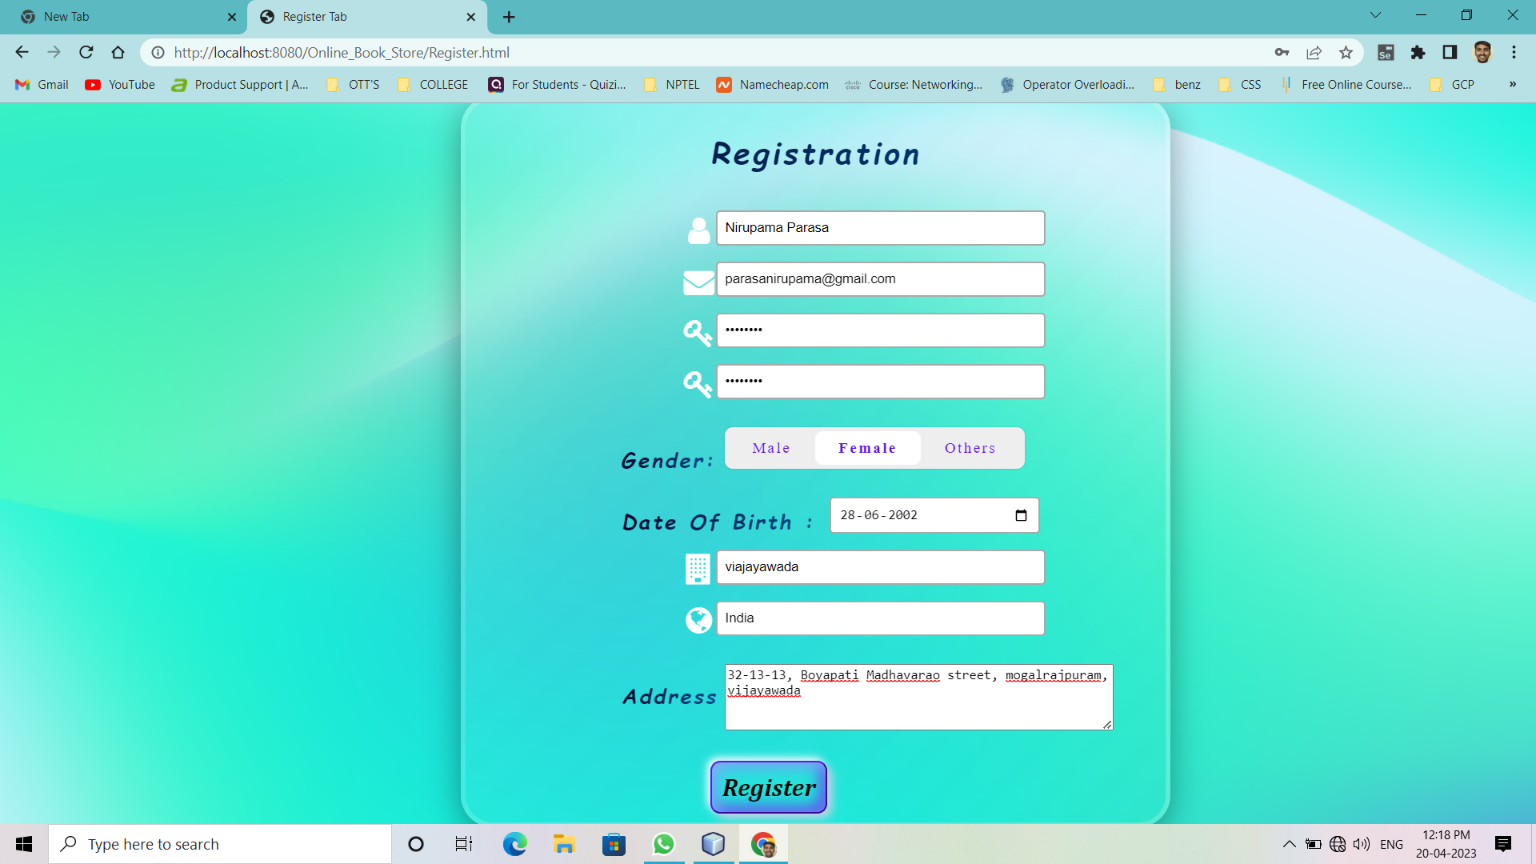 New Tab
Register Tab
http://localhost:8080/Online_Book_Store/Register.html
Se
Gmail YouTube Product Support | A... OTT'S COLLEGE For Students - Quizi... NPTEL Namecheap.com Course: Networking... Operator Overloadi... benz CSS Free Online Course... GCP »
Registration
Nirupama Parasa
parasanirupama@gmail.com
••••••••
••••••••
Gender: Male Female Others
Date Of Birth : 28-06-2002
viajayawada
India
Address 32-13-13, Boyapati Madhavarao street, mogalrajpuram,
vijayawada
Register
Type here to search
ENG
12:18 PM
20-04-2023